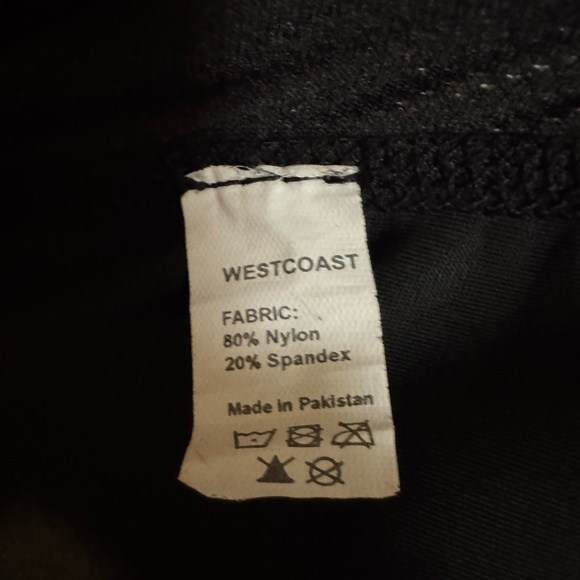 WESTCOAST
FABRIC:
80% Nylon
20% Spandex
Made in Pakistan